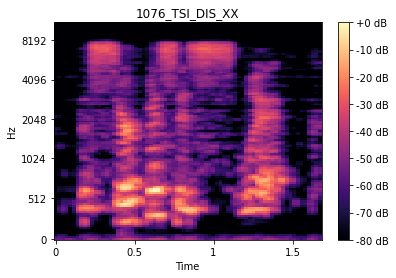 1076_TSI_DIS_XX
8192
4096
2048
1024
512
0
Hz
0
0.5
1
1.5
Time
+0 dB
-10 dB
-20 dB
-30 dB
-40 dB
-50 dB
-60 dB
-70 dB
-80 dB